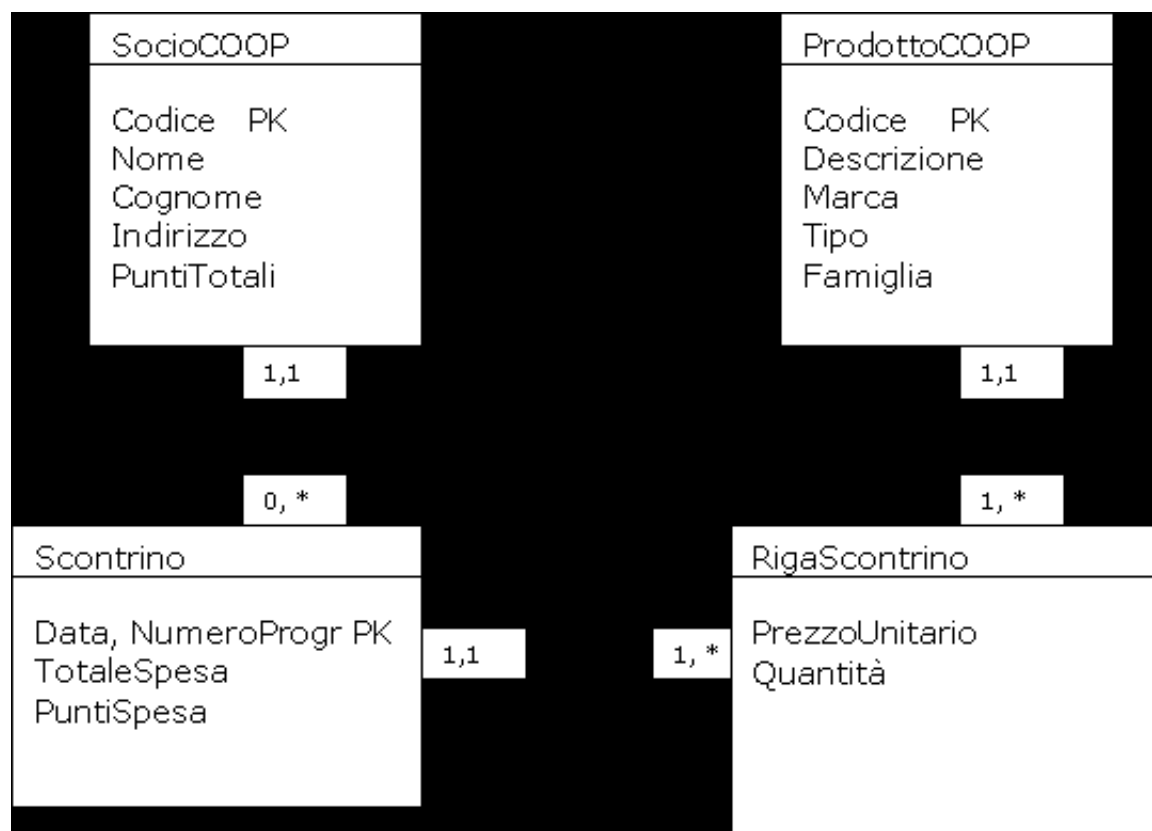 SocioCOOP
Codice PK
Nome
Cognome
Indirizzo
PuntiTotali
1,1
ProdottoCOOP
Codice PK
Descrizione
Marca
Tipo
Famiglia
1,1
0, *
Scontrino
Data, NumeroProgr PK
TotaleSpesa
PuntiSpesa
1,1
1, *
RigaScontrino
PrezzoUnitario
Quantità
1, *